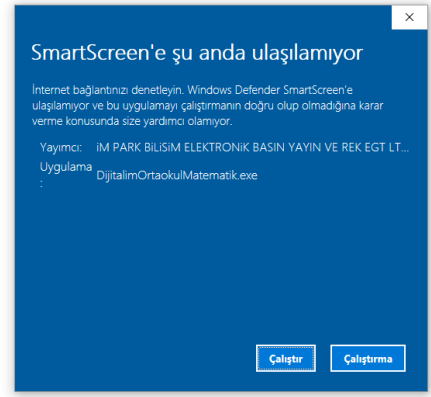 SmartScreen'e şu anda ulaşılamıyor
İnternet bağlantınızı denetleyin. Windows Defender SmartScreen'e
ulaşılamıyor ve bu uygulamayı çalıştırmanın doğru olup olmadığına karar
verme konusunda size yardımcı olamıyor.
Yayımcı: iM PARK BiLiSiM ELEKTRONiK BASIN YAYIN VE REK EGT LT...
Uygulama
: DijitalimOrtaokulMatematik.exe
Çalıştır Çalıştırma